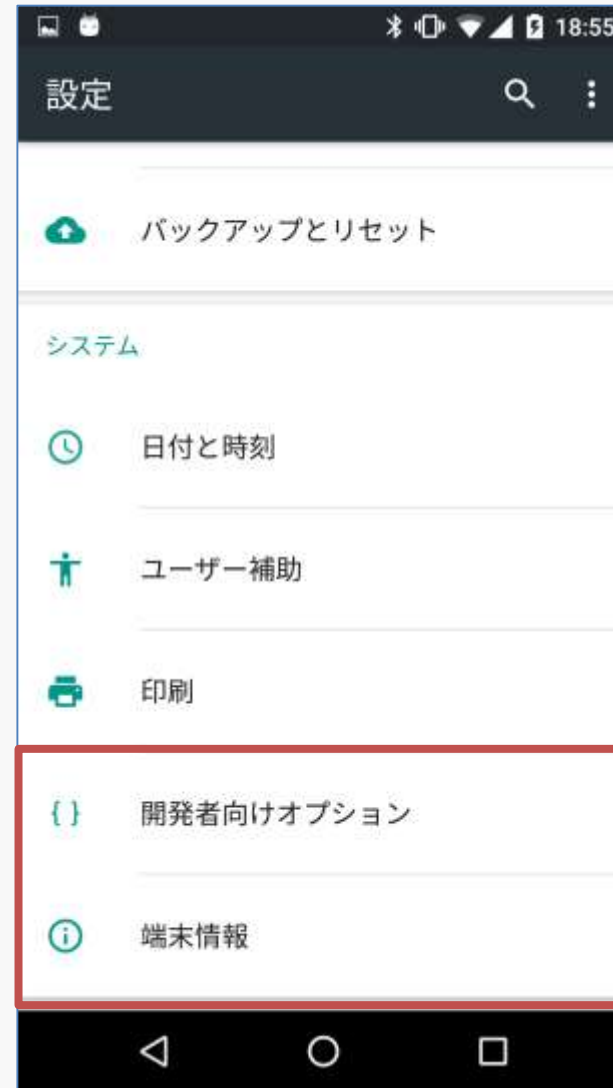 18:55
設定
バックアップとリセット
システム
日付と時刻
ユーザー補助
印刷
{ } 開発者向けオプション
端末情報